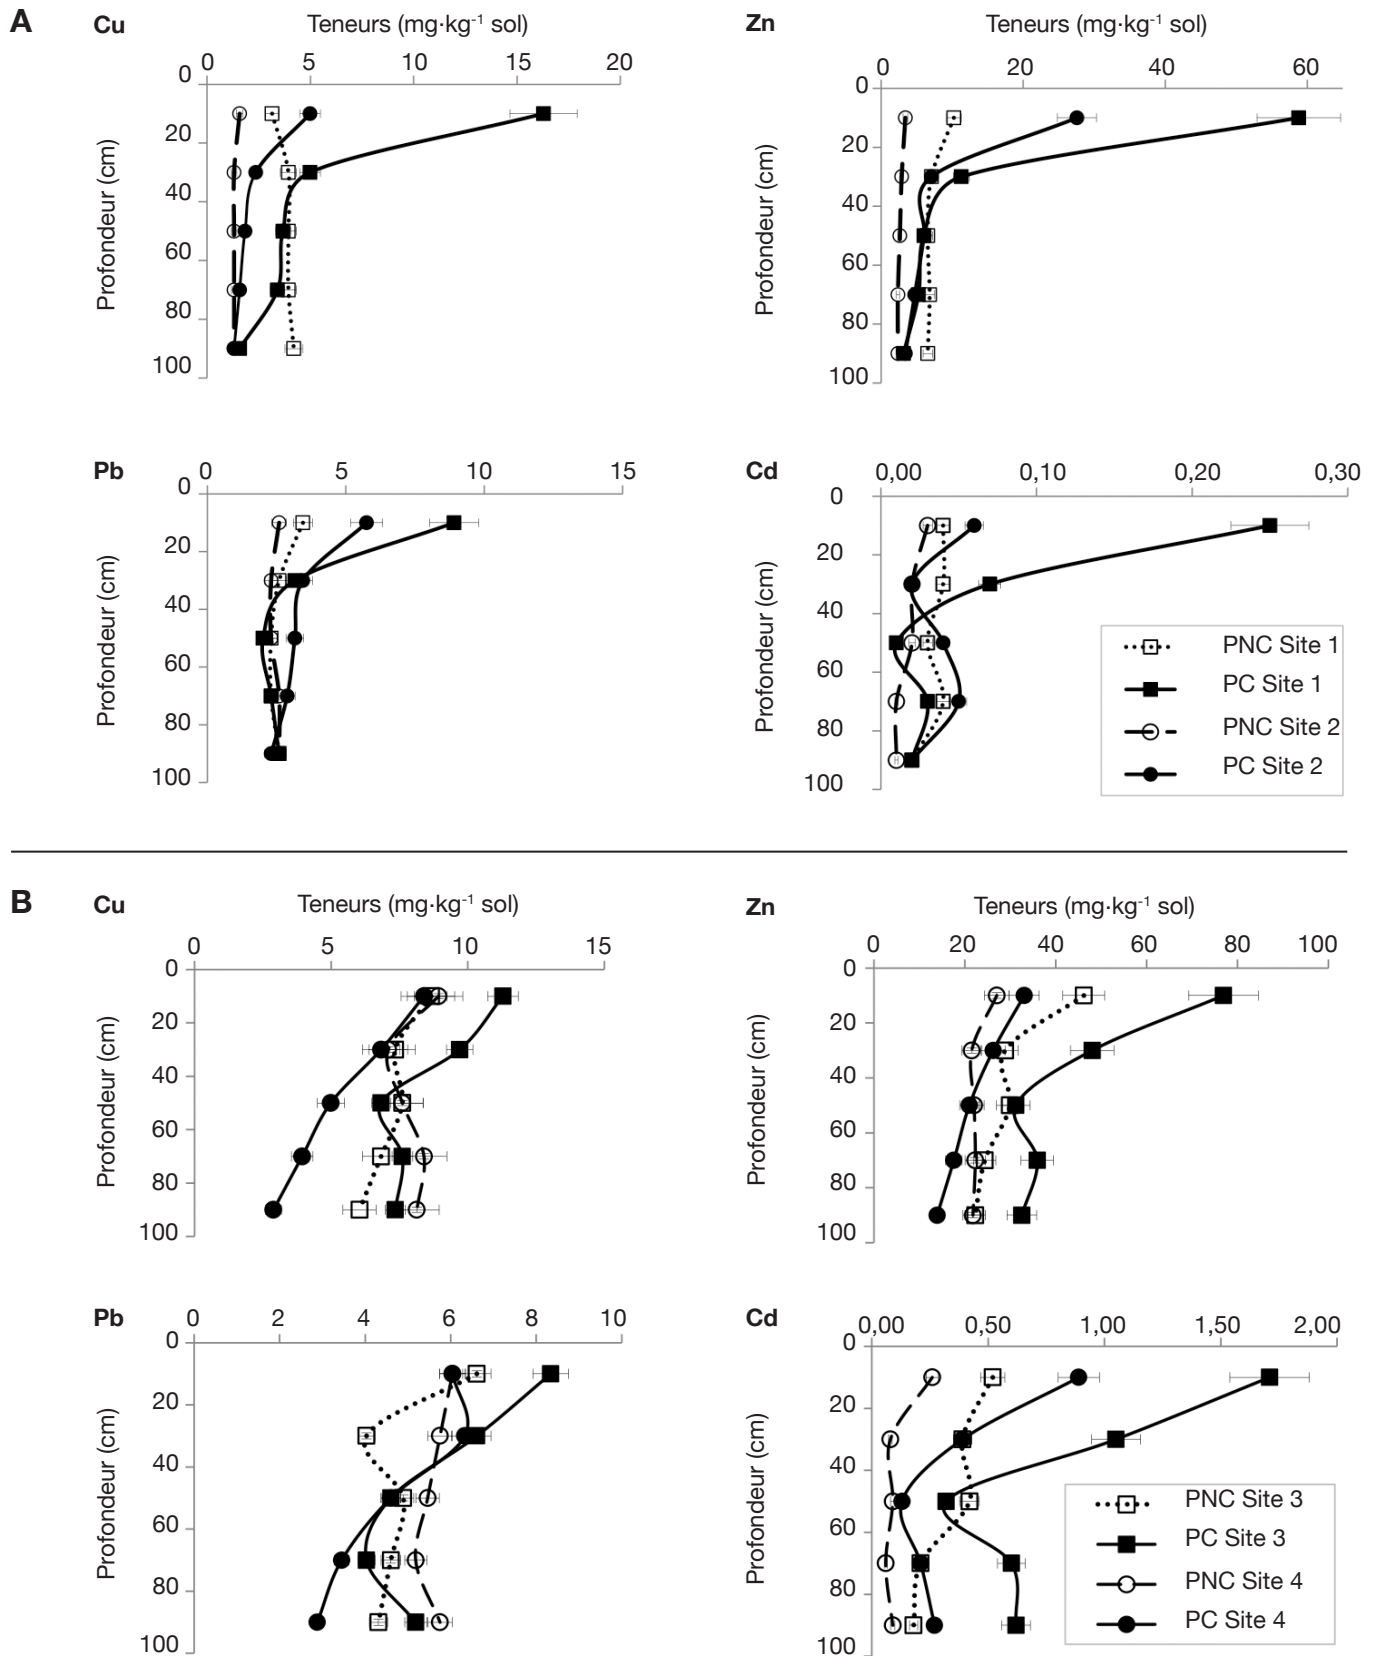 A
Cu
Teneurs (mg·kg-1 sol)
0 5 10 15 20
0
20
40
60
80
100
Profondeur (cm)
Zn
Teneurs (mg·kg-1 sol)
0 20 40 60
0
20
40
60
80
100
Profondeur (cm)
Pb
0 5 10 15
0
20
40
60
80
100
Profondeur (cm)
Cd
0,00 0,10 0,20 0,30
0
20
40
60
80
100
Profondeur (cm)
PNC Site 1
PC Site 1
PNC Site 2
PC Site 2
B
Cu
Teneurs (mg·kg-1 sol)
0 5 10 15
0
20
40
60
80
100
Profondeur (cm)
Zn
Teneurs (mg·kg-1 sol)
0 20 40 60 80 100
0
20
40
60
80
100
Profondeur (cm)
Pb
0 2 4 6 8 10
0
20
40
60
80
100
Profondeur (cm)
Cd
0,00 0,50 1,00 1,50 2,00
0
20
40
60
80
100
Profondeur (cm)
PNC Site 3
PC Site 3
PNC Site 4
PC Site 4